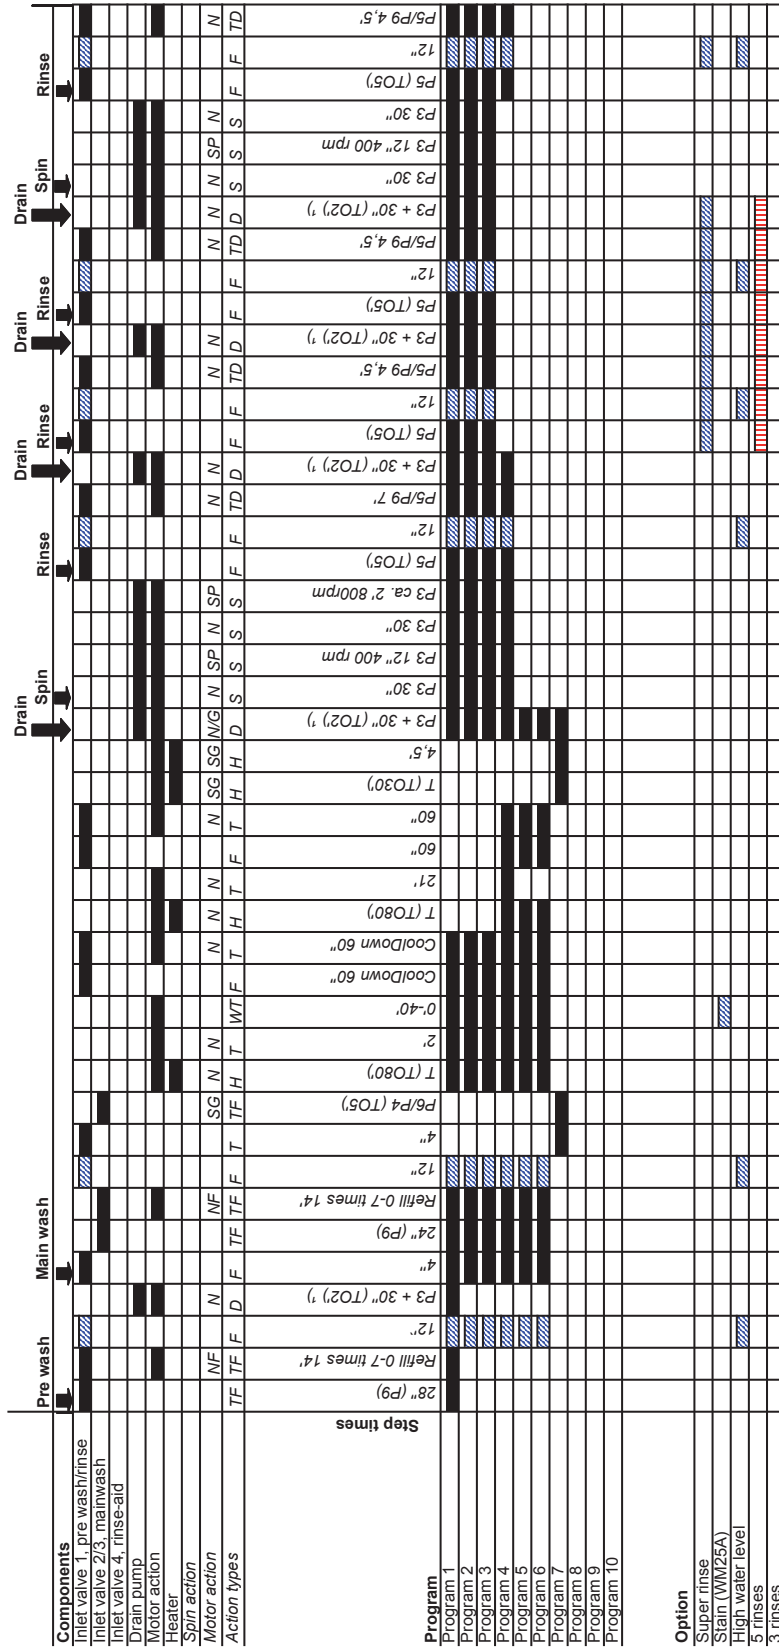 Pre wash Main wash Drain Spin Rinse Drain Rinse Drain Rinse Drain Spin Rinse
Components
Inlet valve 1, pre wash/rinse
Inlet valve 2/3, mainwash
Inlet valve 4, rinse-aid
Drain pump
Motor action
Heater
Spin action
Motor action NF N NF SG N N N N N SG SG N/G N SP N SP N N N N N N SP N N
Action types TF TF F D F TF TF F T TF H T WT F T H T F T H H D S S S S F F TD D F F TD D F F TD D S S S F F TD
Step times
28" (P9)
Refill 0-7 times 14'
12"
P3 + 30" (TO2') ¹)
4"
24" (P9)
Refill 0-7 times 14'
12"
4"
P6/P4 (TO5')
T (TO80')
2'
0'-40'
CoolDown 60"
CoolDown 60"
T (TO80')
21'
60"
60"
T (TO30')
4,5'
P3 + 30" (TO2') ¹)
P3 30"
P3 12" 400 rpm
P3 30"
P3 ca. 2' 800rpm
P5 (TO5')
12"
P5/P9 7'
P3 + 30" (TO2') ¹)
P5 (TO5')
12"
P5/P9 4,5'
P3 + 30" (TO2') ¹)
P5 (TO5')
12"
P5/P9 4,5'
P3 + 30" (TO2') ¹)
P3 30"
P3 12" 400 rpm
P3 30"
P5 (TO5')
12"
P5/P9 4,5'
Program
Program 1
Program 2
Program 3
Program 4
Program 5
Program 6
Program 7
Program 8
Program 9
Program 10
Option
Super rinse
Stain (WM25A)
High water level
5 rinses
3 rinses